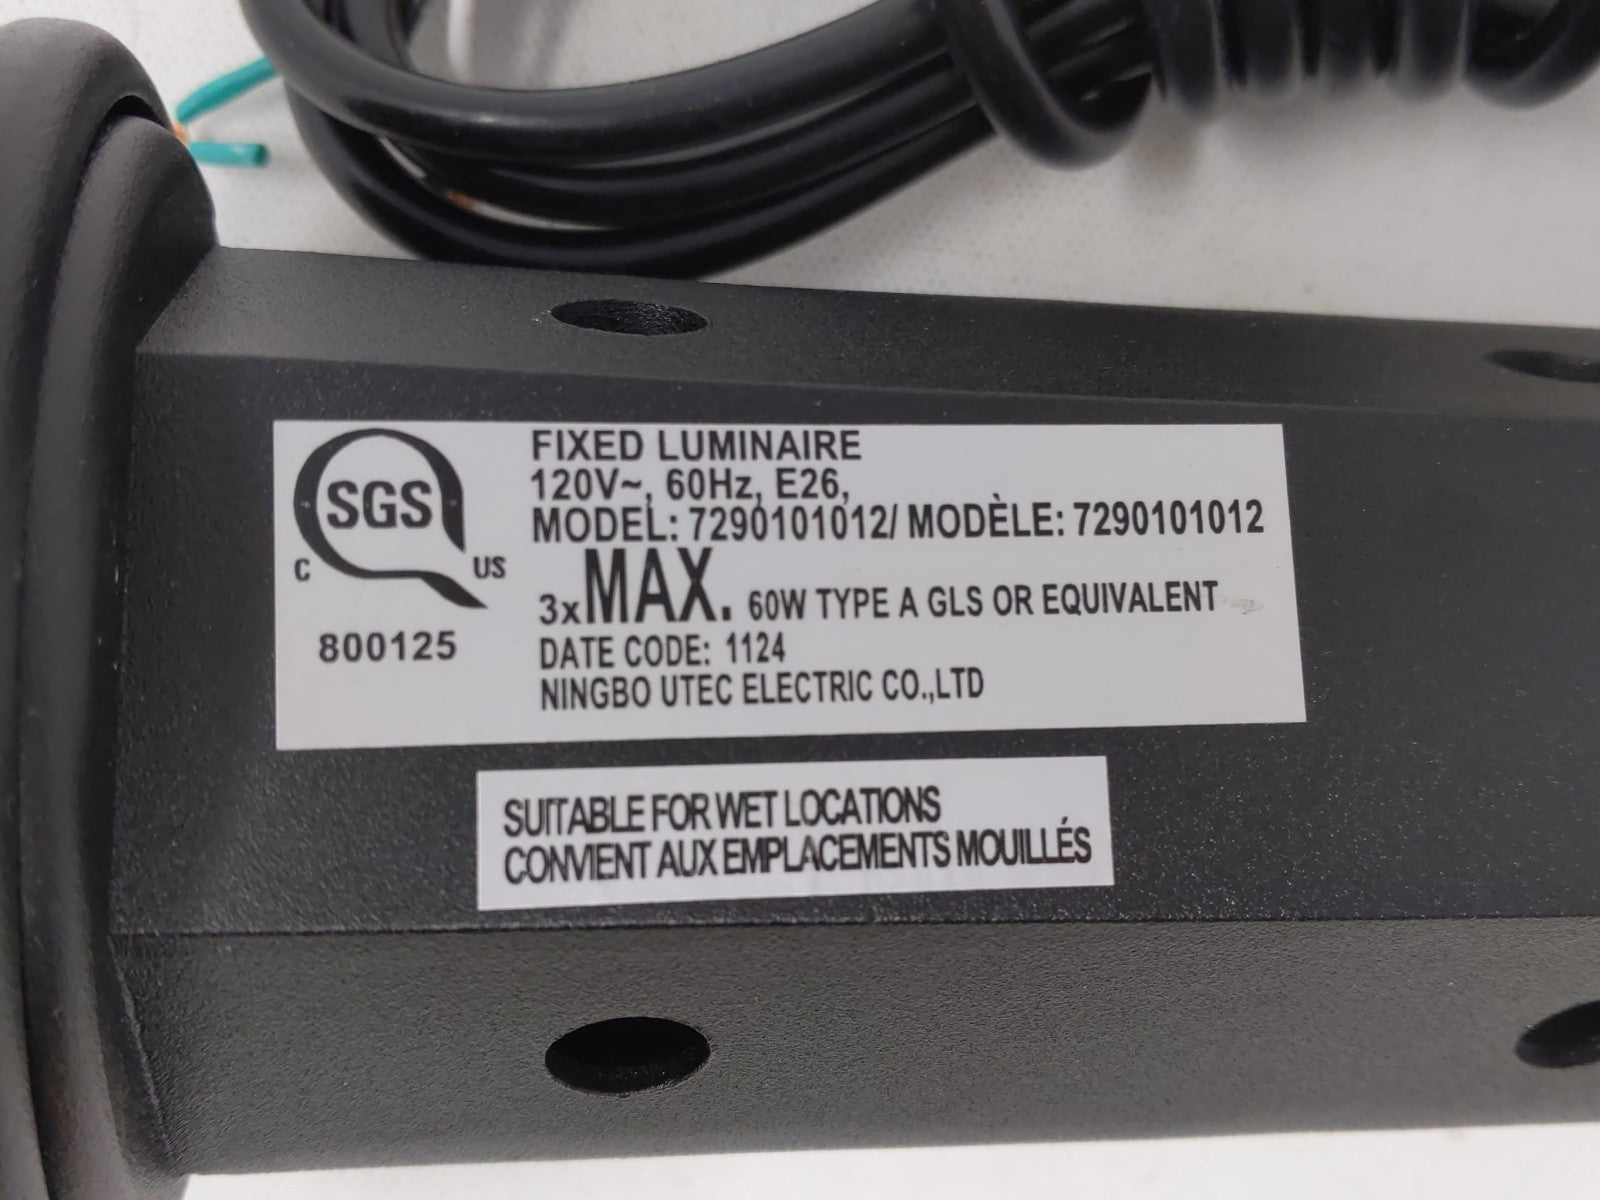 SGS
C US
800125
FIXED LUMINAIRE
120V~, 60Hz, E26,
MODEL: 7290101012/ MODÈLE: 7290101012
3xMAX. 60W TYPE A GLS OR EQUIVALENT
DATE CODE: 1124
NINGBO UTEC ELECTRIC CO.,LTD
SUITABLE FOR WET LOCATIONS
CONVIENT AUX EMPLACEMENTS MOUILLÉS